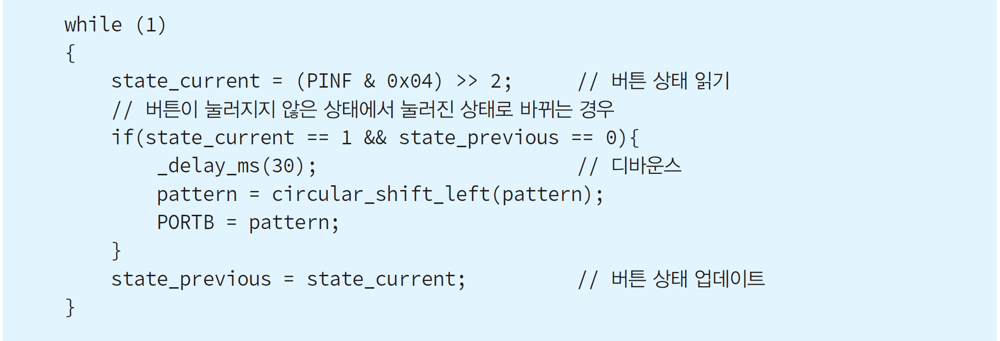 while (1)
{
    state_current = (PINF & 0x04) >> 2;      // 버튼 상태 읽기
    // 버튼이 눌러지지 않은 상태에서 눌러진 상태로 바뀌는 경우
    if(state_current == 1 && state_previous == 0){
        _delay_ms(30);                       // 디바운스
        pattern = circular_shift_left(pattern);
        PORTB = pattern;
    }
    state_previous = state_current;          // 버튼 상태 업데이트
}